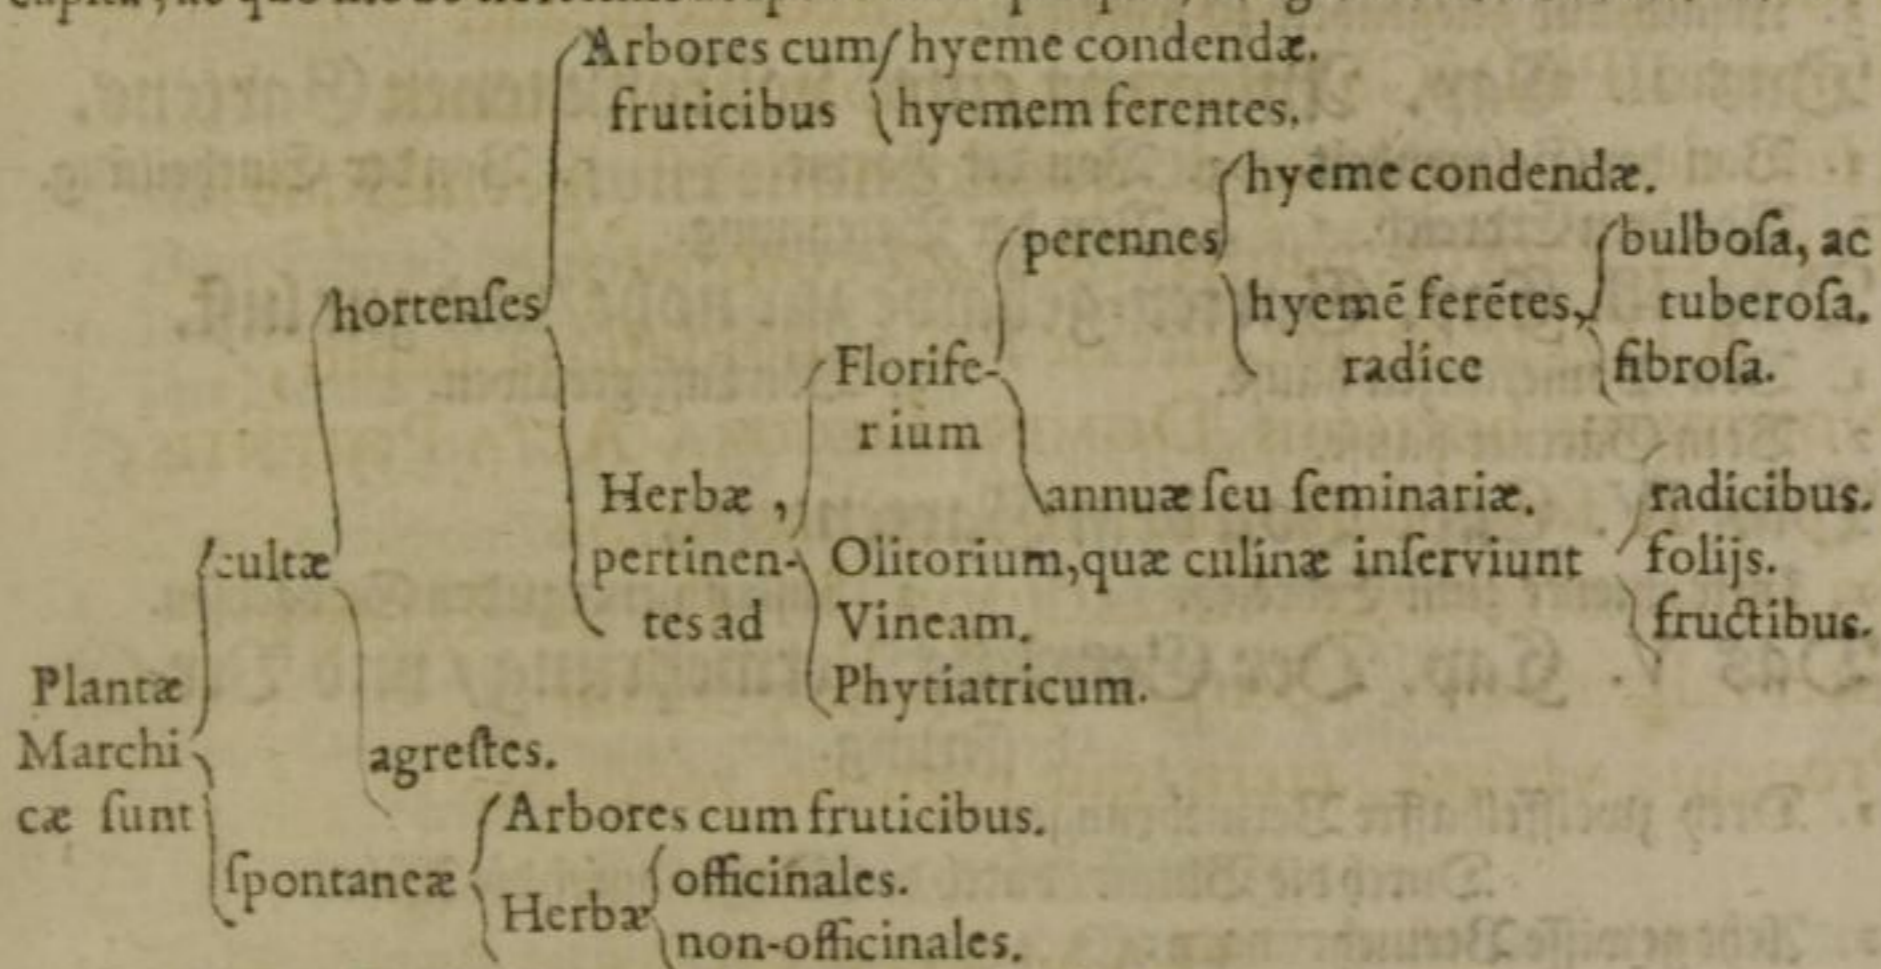 Arbores cum hyeme condendæ.
fruticibus hyemem ferentes.
hyeme condendæ.
perennes bulboſa, ac
hortenſes hyemē ferētes, tuberoſa.
Florife- radice fibroſa.
rium
Herbæ, annuæ ſeu ſeminariæ. radicibus.
cultæ pertinen- Olitorium, quæ culinæ inſerviunt folijs.
tes ad Vineam. fructibus.
Plantæ Phytiatricum.
Marchi agreſtes.
cæ ſunt Arbores cum fruticibus.
ſpontaneæ officinales.
Herbæ
non-officinales.